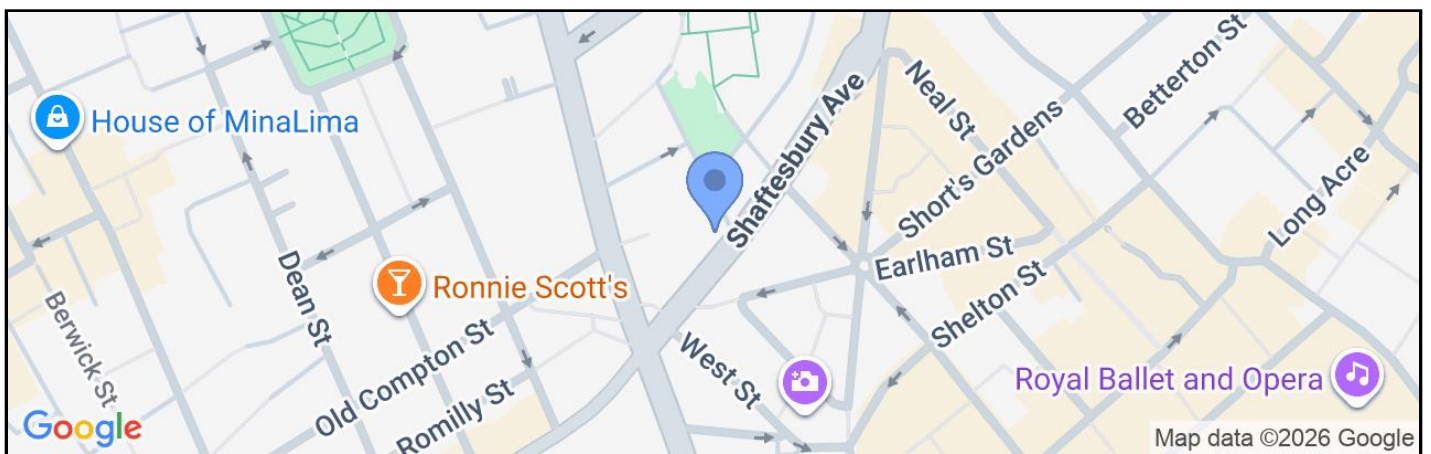 House of MinaLima
Shaftesbury Ave
Neal St
Betterton St
Short's Gardens
Long Acre
Dean St
Ronnie Scott's
Earlham St
Shelton St
Berwick St
Old Compton St
West St
Romilly St
Royal Ballet and Opera
Google
Map data ©2026 Google